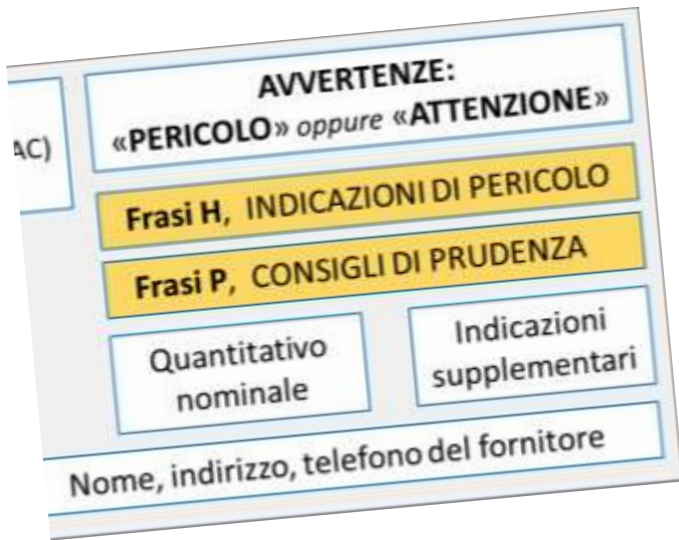 AVVERTENZE:
«PERICOLO» oppure «ATTENZIONE»
AC)
Frasi H, INDICAZIONI DI PERICOLO
Frasi P, CONSIGLI DI PRUDENZA
Quantitativo
nominale
Indicazioni
supplementari
Nome, indirizzo, telefono del fornitore